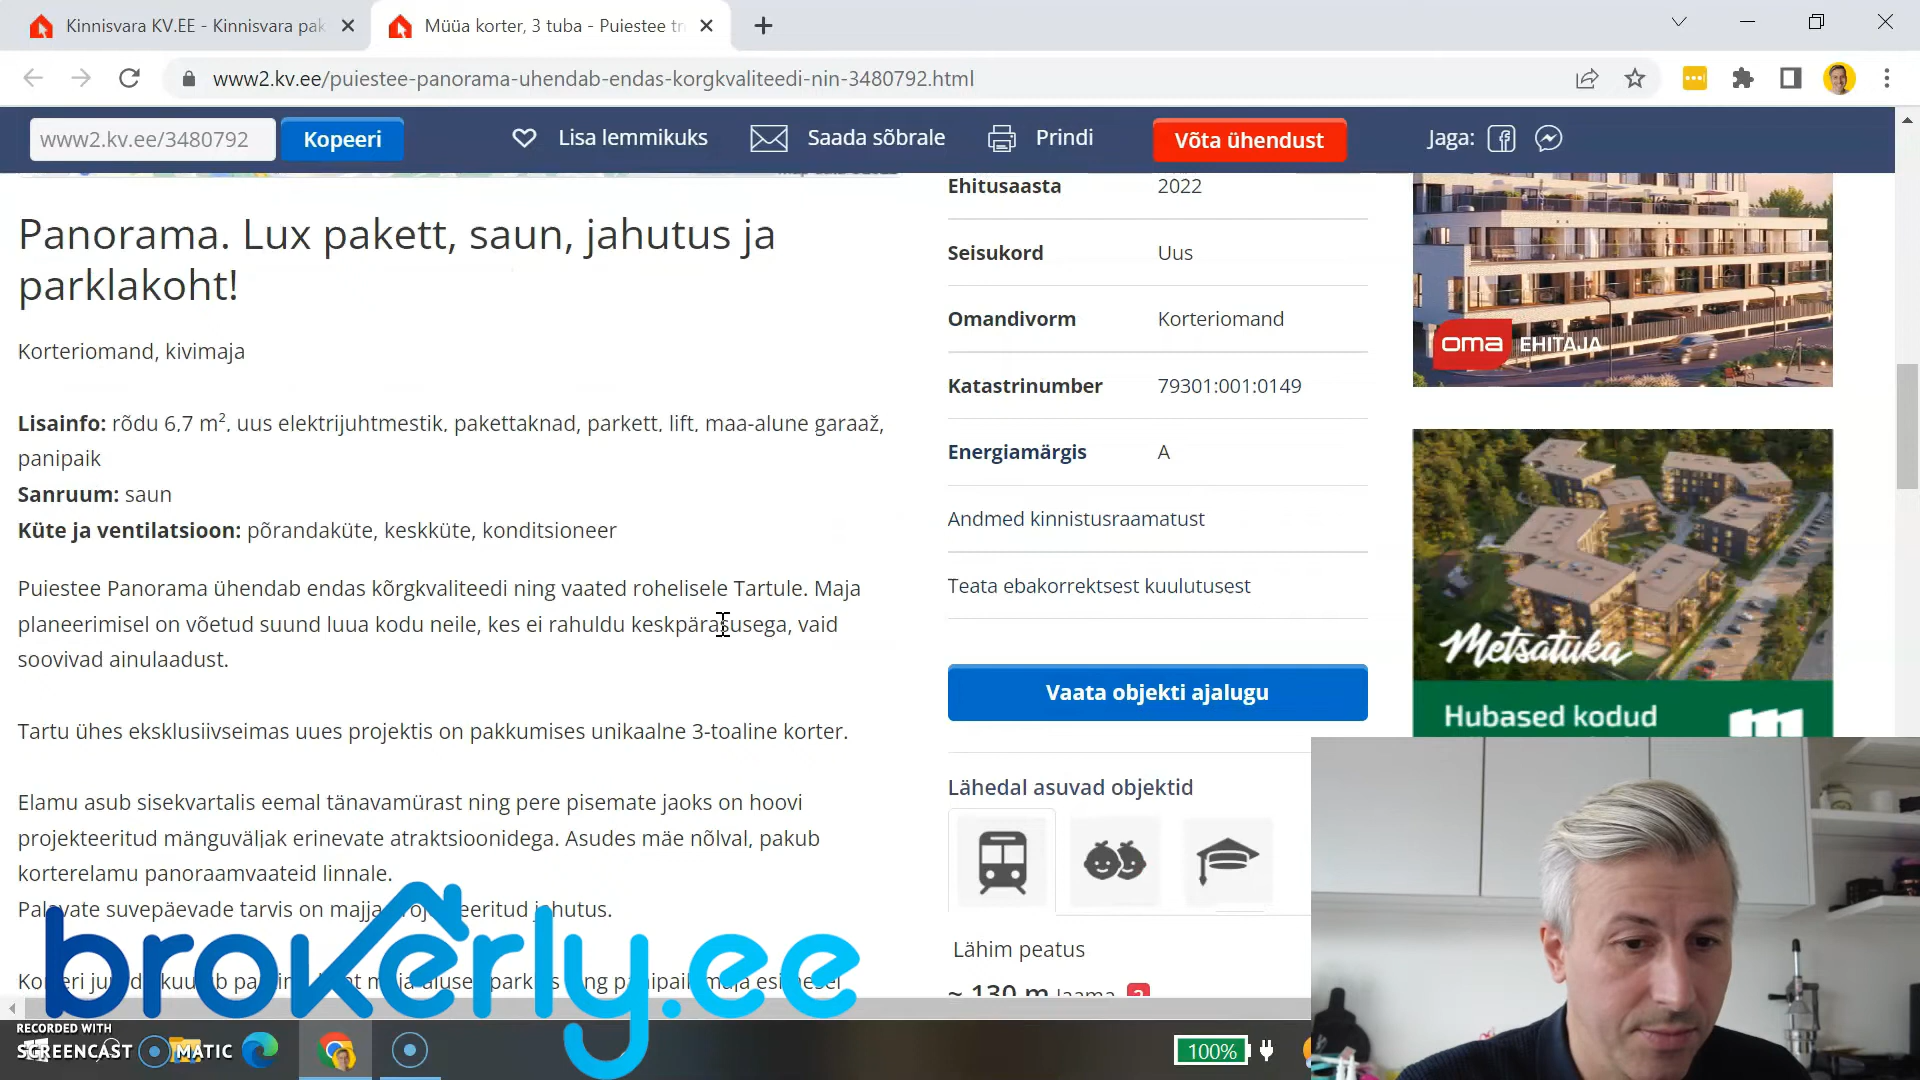 Kinnisvara KV.EE - Kinnisvara pak
Müüa korter, 3 tuba - Puiestee tr
www2.kv.ee/puiestee-panorama-uhendab-endas-korgkvaliteedi-nin-3480792.html
www2.kv.ee/3480792
Kopeeri
Lisa lemmikuks
Saada sõbrale
Prindi
Võta ühendust
Jaga:
Panorama. Lux pakett, saun, jahutus ja
parklakoht!
Korteriomand, kivimaja
Lisainfo: rõdu 6,7 m², uus elektrijuhtmestik, pakettaknad, parkett, lift, maa-alune garaaž,
panipaik
Sanruum: saun
Küte ja ventilatsioon: põrandaküte, keskküte, konditsioneer
Puiestee Panorama ühendab endas kõrgkvaliteedi ning vaated rohelisele Tartule. Maja
planeerimisel on võetud suund luua kodu neile, kes ei rahuldu keskpärasusega, vaid
soovivad ainulaadust.
Tartu ühes eksklusiivseimas uues projektis on pakkumises unikaalne 3-toaline korter.
Elamu asub sisekvartalis eemal tänavamürast ning pere pisemate jaoks on hoovi
projekteeritud mänguväljak erinevate atraktsioonidega. Asudes mäe nõlval, pakub
korterelamu panoraamvaateid linnale.
suvepäevade tarvis on majja jahutus.
Ehitusaasta 2022
Seisukord Uus
Omandivorm Korteriomand
Katastrinumber 79301:001:0149
Energiamärgis A
Andmed kinnistusraamatust
Teata ebakorrektsest kuulutusest
Vaata objekti ajalugu
Lähedal asuvad objektid
Lähim peatus
~ 130 m Jaama 2
oma EHITAJA
Metsatuka
Hubased kodud
brokerly.ee
RECORDED WITH
SCREENCAST MATIC
100%